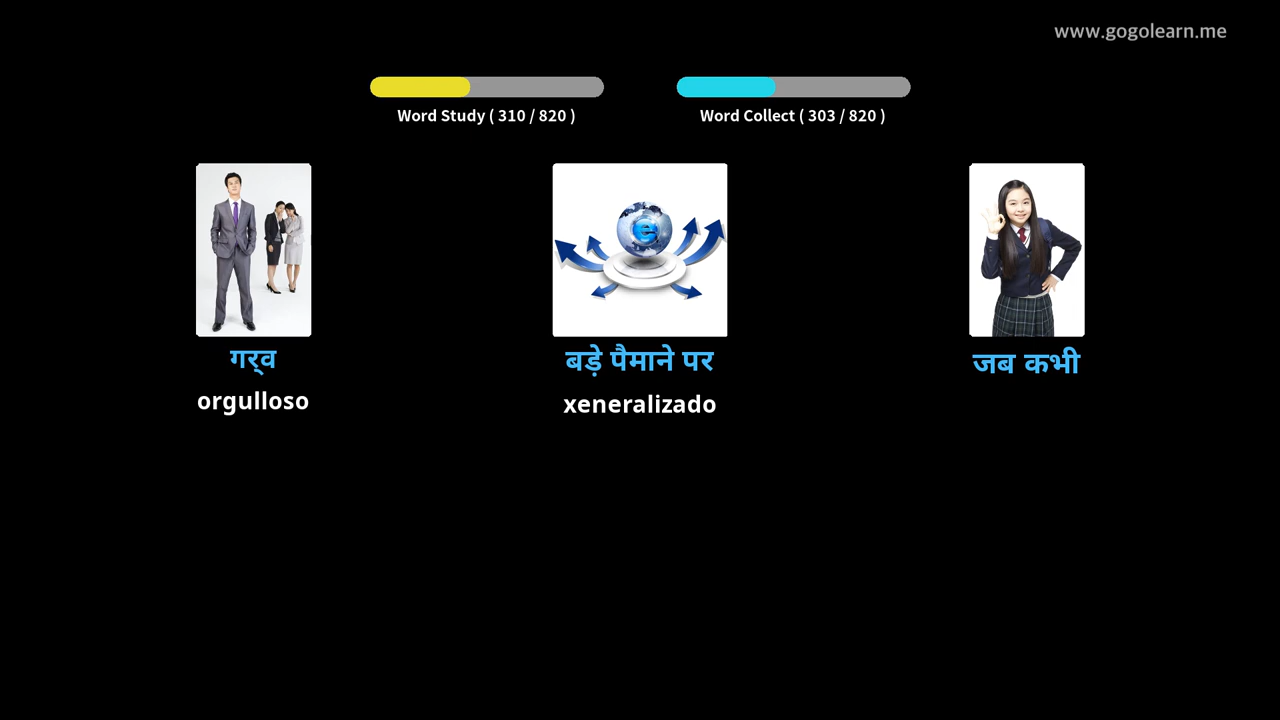 www.gogolearn.me
Word Study ( 310 / 820 )
Word Collect ( 303 / 820 )
गर्‌व
बड़े पैमाने पर
जब कभी
orgulloso
xeneralizado
e